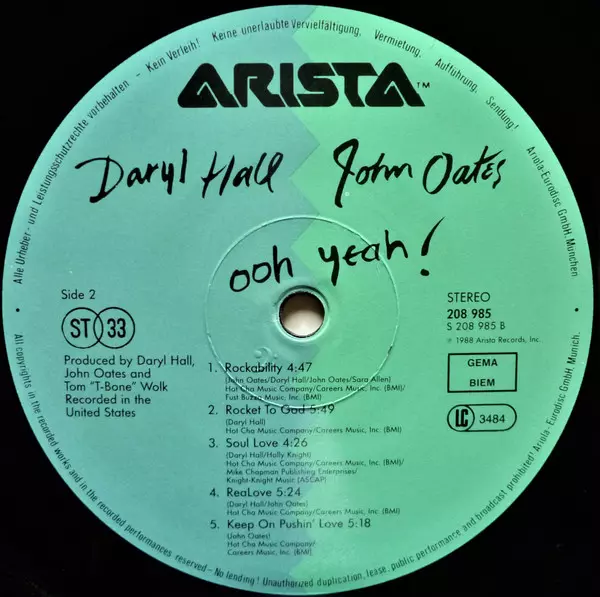 Alle Urheber- und Leistungsschutzrechte vorbehalten - Kein Verleih! Keine unerlaubte Vervielfältigung, Vermietung, Aufführung, Sendung! Ariola-Eurodisc GmbH, München
ARISTA™
Daryl Hall John Oates
ooh yeah!
Side 2
ST 33
Produced by Daryl Hall,
John Oates and
Tom "T-Bone" Wolk
Recorded in the
United States
STEREO
208 985
S 208 985 B
℗ 1988 Arista Records, Inc.
GEMA
BIEM
LC 3484
1. Rockability 4:47
(John Oates/Daryl Hall/John Oates/Sara Allen)
Hot Cha Music Company/Careers Music, Inc. (BMI)/
Fust Buzza Music, Inc. (BMI)
2. Rocket To God 5:49
(Daryl Hall)
Hot Cha Music Company/Careers Music, Inc. (BMI)
3. Soul Love 4:26
(Daryl Hall/Holly Knight)
Hot Cha Music Company/Careers Music, Inc. (BMI)/
Mike Chapman Publishing Enterprises/
Knight-Knight Music (ASCAP)
4. ReaLove 5:24
(Daryl Hall/John Oates)
Hot Cha Music Company/Careers Music, Inc. (BMI)
5. Keep On Pushin' Love 5:18
(John Oates)
Hot Cha Music Company/
Careers Music, Inc. (BMI)
All copyrights in the recorded works and in the recorded performances reserved - No lending! Unauthorized duplication, lease, public performance and broadcast prohibited! Ariola-Eurodisc GmbH, Munich.